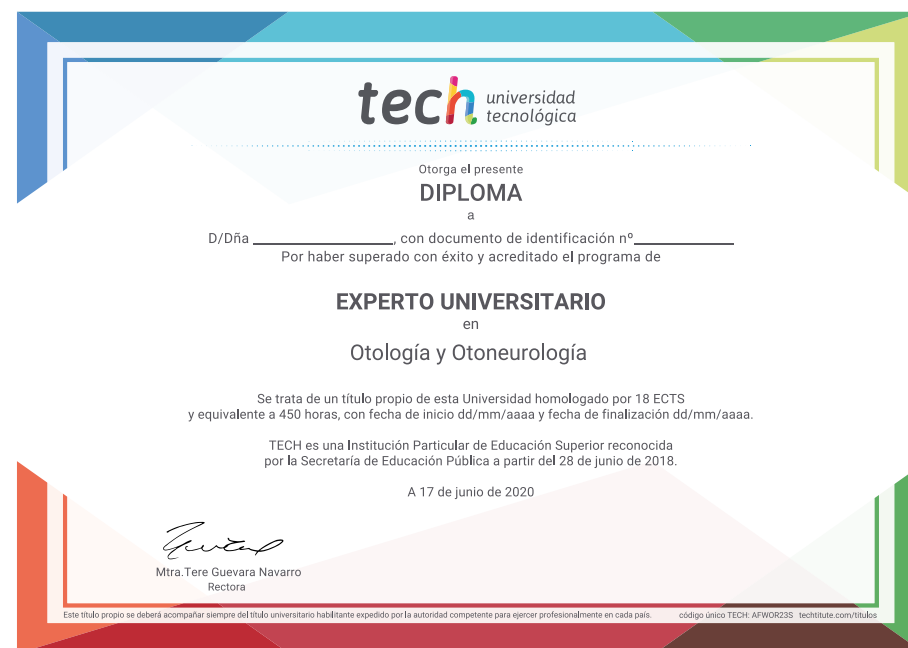 tech universidad
tecnológica
Otorga el presente
DIPLOMA
a
D/Dña ____________________, con documento de identificación nº______________
Por haber superado con éxito y acreditado el programa de
EXPERTO UNIVERSITARIO
en
Otología y Otoneurología
Se trata de un título propio de esta Universidad homologado por 18 ECTS
y equivalente a 450 horas, con fecha de inicio dd/mm/aaaa y fecha de finalización dd/mm/aaaa.
TECH es una Institución Particular de Educación Superior reconocida
por la Secretaría de Educación Pública a partir del 28 de junio de 2018.
A 17 de junio de 2020
Mtra.Tere Guevara Navarro
Rectora
Este título propio se deberá acompañar siempre del título universitario habilitante expedido por la autoridad competente para ejercer profesionalmente en cada país. código único TECH: AFWOR23S techtitute.com/titulos